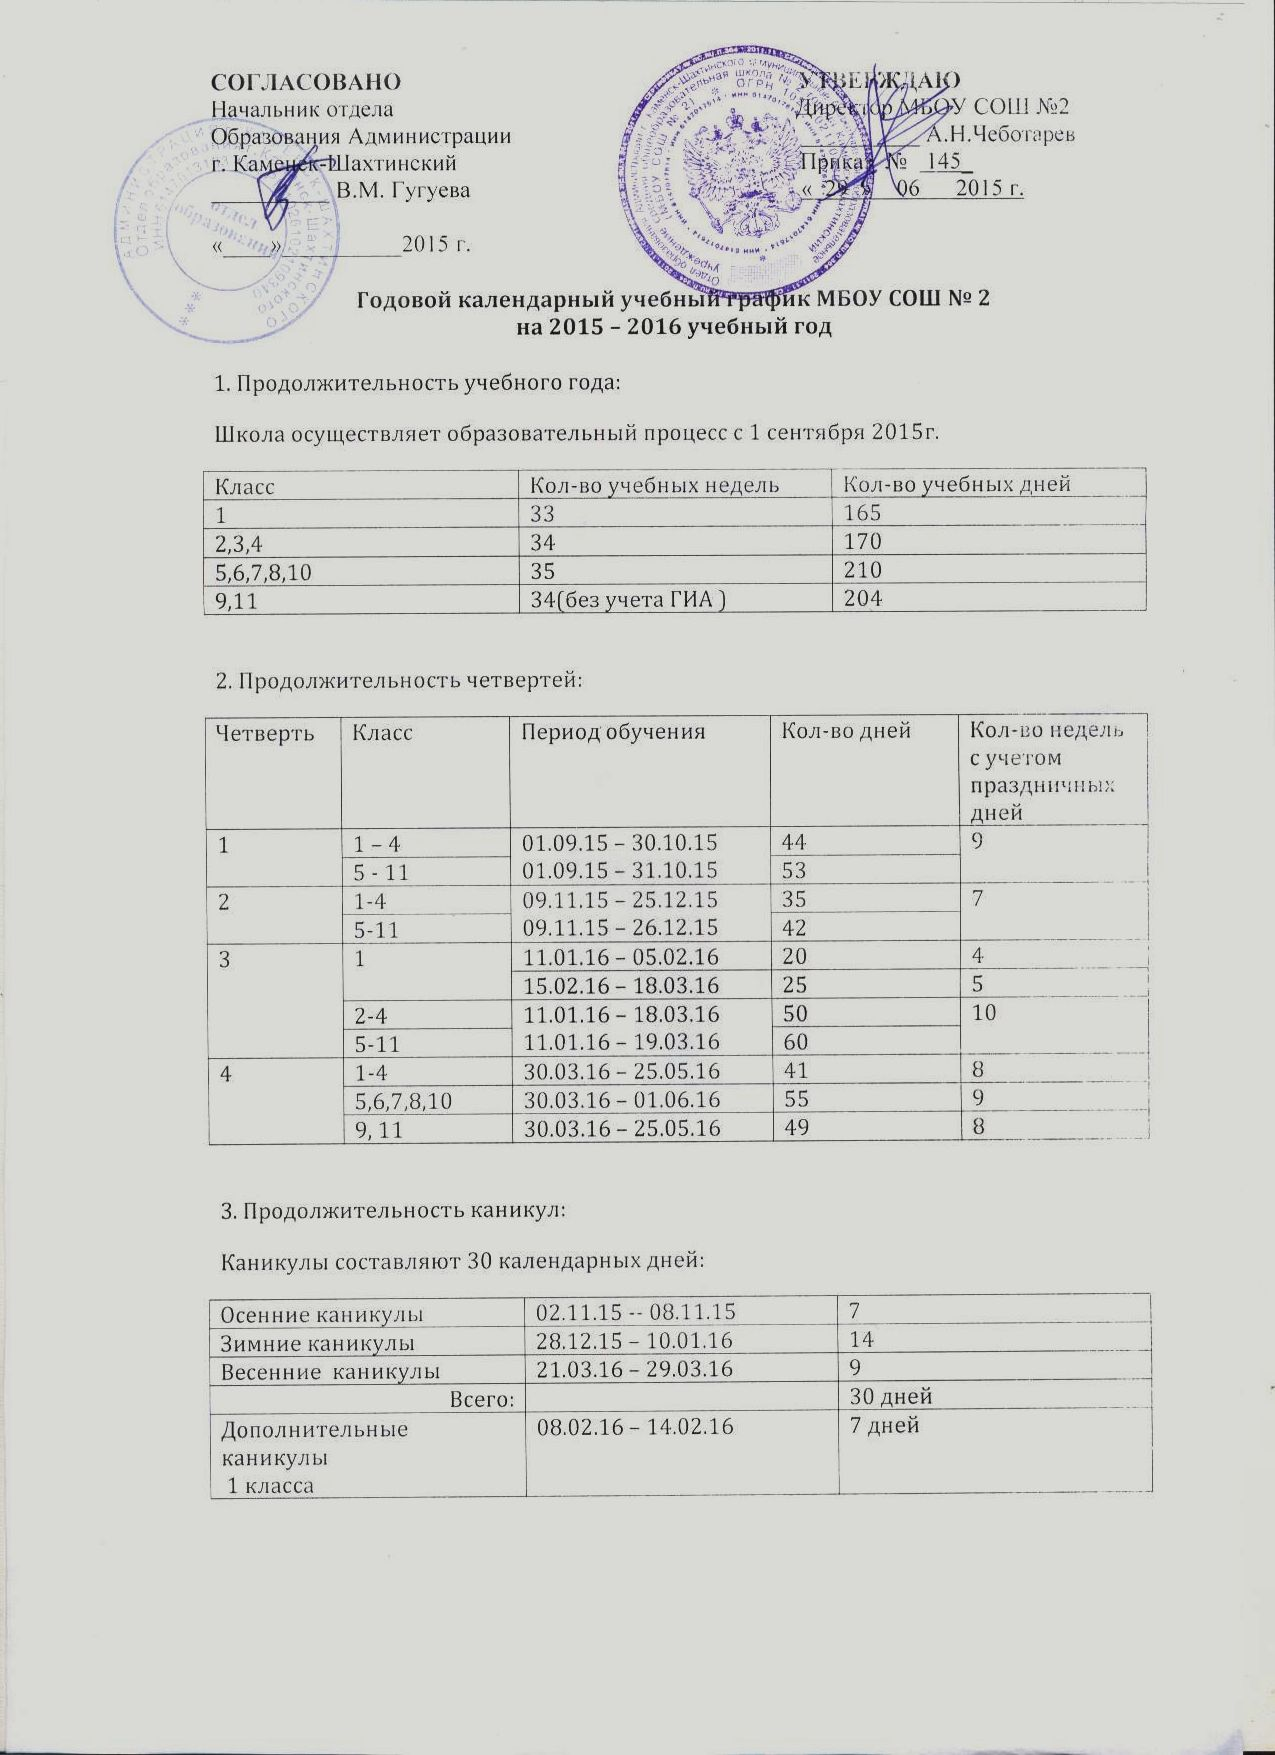 СОГЛАСОВАНО
Начальник отдела
Образования Администрации
г. Каменск-Шахтинский
В.М. Гугуева
«____»__________2015 г.
УТВЕРЖДАЮ
Директор МБОУ СОШ №2
__________ А.Н.Чеботарев
Приказ № _145_
06 2015 г.
Годовой календарный учебный график МБОУ СОШ № 2
на 2015 – 2016 учебный год
1. Продолжительность учебного года:
Школа осуществляет образовательный процесс с 1 сентября 2015г.
Класс Кол-во учебных недель Кол-во учебных дней
1 33 165
2,3,4 34 170
5,6,7,8,10 35 210
9,11 34(без учета ГИА ) 204
2. Продолжительность четвертей:
Четверть Класс Период обучения Кол-во дней Кол-во недель
с учетом
праздничных
дней
1 1 – 4 01.09.15 – 30.10.15 44 9
5 - 11 01.09.15 – 31.10.15 53
2 1-4 09.11.15 – 25.12.15 35 7
5-11 09.11.15 – 26.12.15 42
3 1 11.01.16 – 05.02.16 20 4
15.02.16 – 18.03.16 25 5
2-4 11.01.16 – 18.03.16 50 10
5-11 11.01.16 – 19.03.16 60
4 1-4 30.03.16 – 25.05.16 41 8
5,6,7,8,10 30.03.16 – 01.06.16 55 9
9, 11 30.03.16 – 25.05.16 49 8
3. Продолжительность каникул:
Каникулы составляют 30 календарных дней:
Осенние каникулы 02.11.15 -- 08.11.15 7
Зимние каникулы 28.12.15 – 10.01.16 14
Весенние каникулы 21.03.16 – 29.03.16 9
Всего: 30 дней
Дополнительные 08.02.16 – 14.02.16 7 дней
каникулы
1 класса
отдел
образования